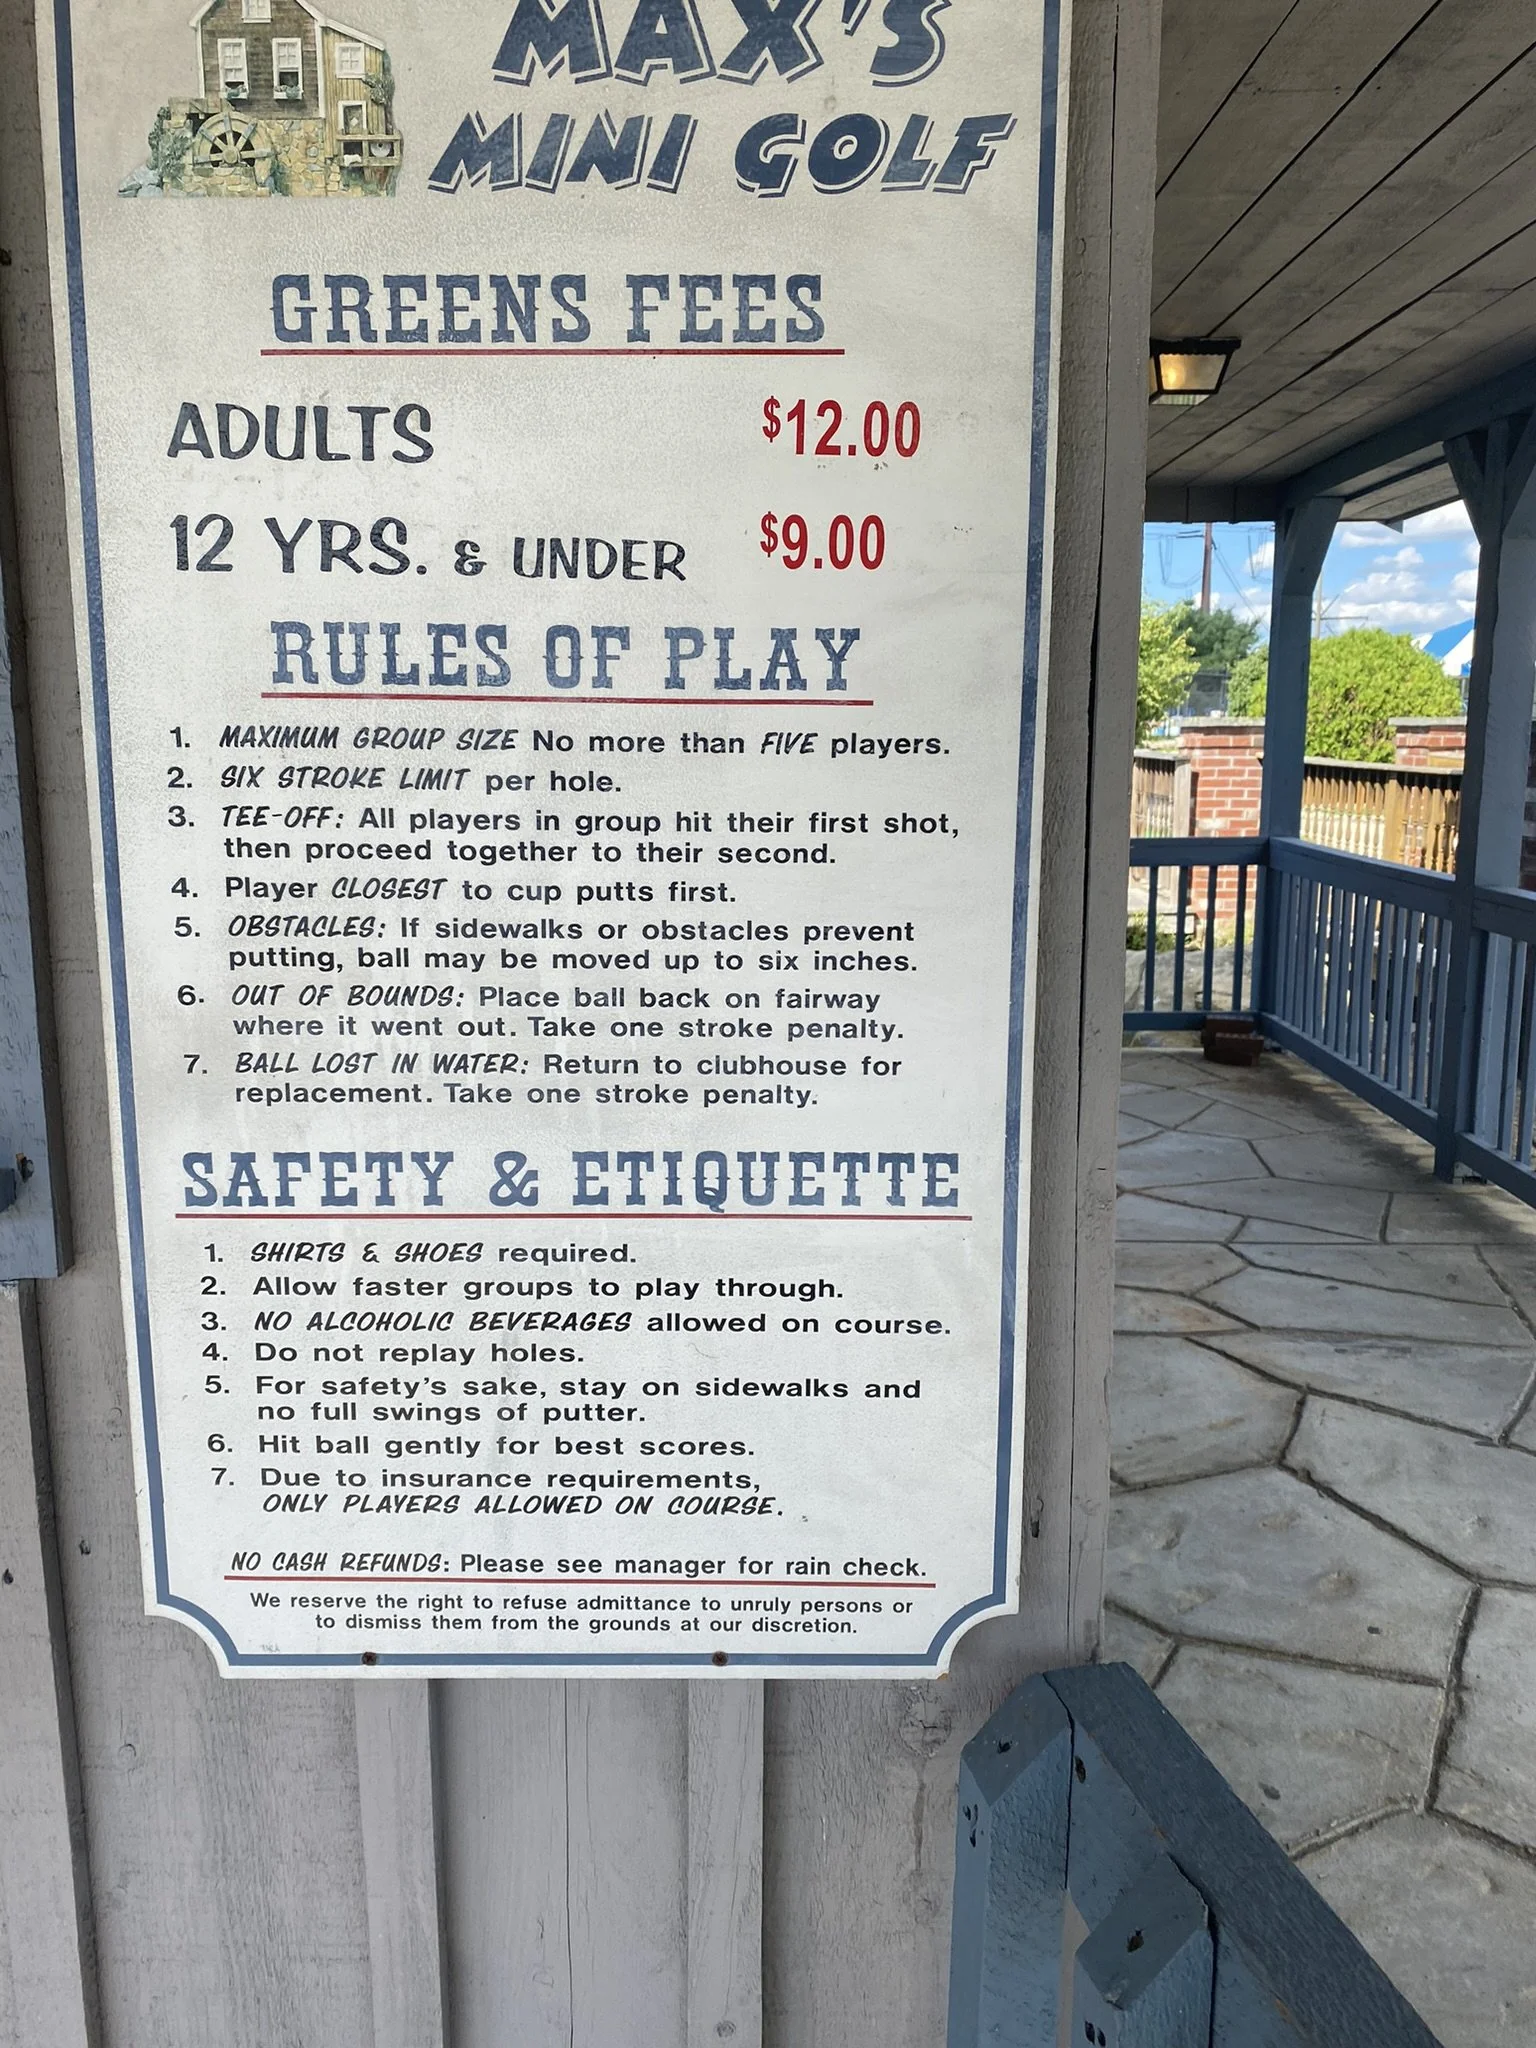 MAX'S
MINI GOLF
GREENS FEES
ADULTS $12.00
12 YRS. & UNDER $9.00
RULES OF PLAY
1. MAXIMUM GROUP SIZE No more than FIVE players.
2. SIX STROKE LIMIT per hole.
3. TEE-OFF: All players in group hit their first shot,
then proceed together to their second.
4. Player CLOSEST to cup putts first.
5. OBSTACLES: If sidewalks or obstacles prevent
putting, ball may be moved up to six inches.
6. OUT OF BOUNDS: Place ball back on fairway
where it went out. Take one stroke penalty.
7. BALL LOST IN WATER: Return to clubhouse for
replacement. Take one stroke penalty.
SAFETY & ETIQUETTE
1. SHIRTS & SHOES required.
2. Allow faster groups to play through.
3. NO ALCOHOLIC BEVERAGES allowed on course.
4. Do not replay holes.
5. For safety's sake, stay on sidewalks and
no full swings of putter.
6. Hit ball gently for best scores.
7. Due to insurance requirements,
ONLY PLAYERS ALLOWED ON COURSE.
NO CASH REFUNDS: Please see manager for rain check.
We reserve the right to refuse admittance to unruly persons or
to dismiss them from the grounds at our discretion.